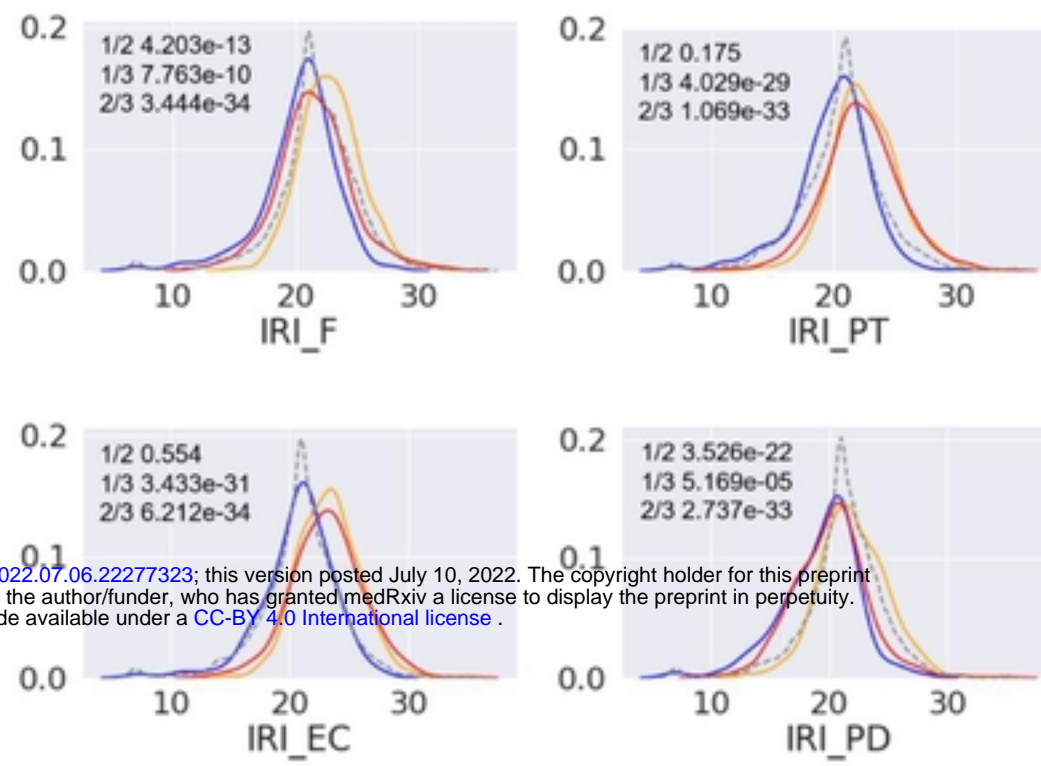 0.2
1/2 4.203e-13
1/3 7.763e-10
2/3 3.444e-34
0.1
0.0
10 20 30
IRI_F
0.2
1/2 0.175
1/3 4.029e-29
2/3 1.069e-33
0.1
0.0
10 20 30
IRI_PT
0.2
1/2 0.554
1/3 3.433e-31
2/3 6.212e-34
0.1
0.0
10 20 30
IRI_EC
0.2
1/2 3.526e-22
1/3 5.169e-05
2/3 2.737e-33
0.1
0.0
10 20 30
IRI_PD
022.07.06.22277323; this version posted July 10, 2022. The copyright holder for this preprint
the author/funder, who has granted medRxiv a license to display the preprint in perpetuity.
de available under a CC-BY 4.0 International license .